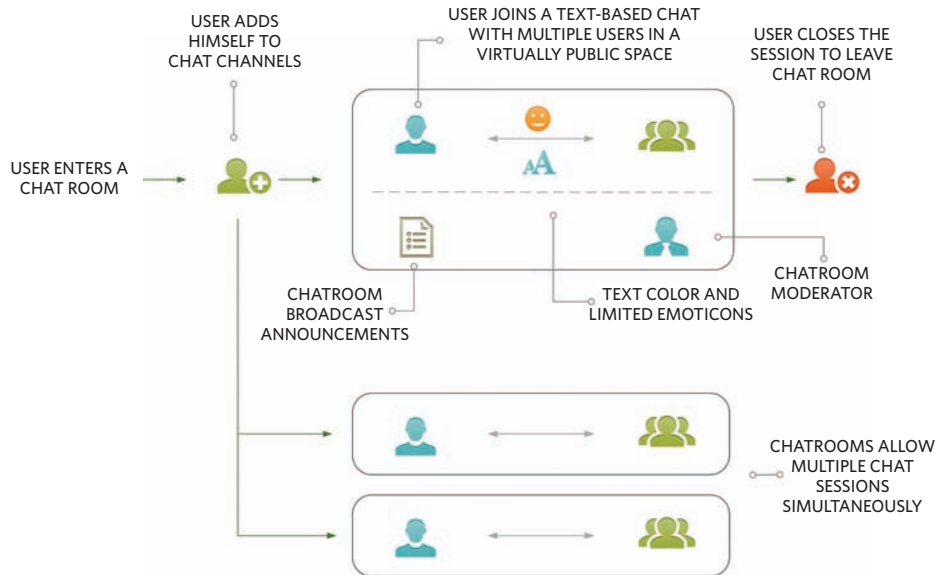 USER ADDS
HIMSELF TO
CHAT CHANNELS
USER JOINS A TEXT-BASED CHAT
WITH MULTIPLE USERS IN A
VIRTUALLY PUBLIC SPACE
USER CLOSES THE
SESSION TO LEAVE
CHAT ROOM
USER ENTERS A
CHAT ROOM
AA
CHATROOM
BROADCAST
ANNOUNCEMENTS
TEXT COLOR AND
LIMITED EMOTICONS
CHATROOM
MODERATOR
CHATROOMS ALLOW
MULTIPLE CHAT
SESSIONS
SIMULTANEOUSLY